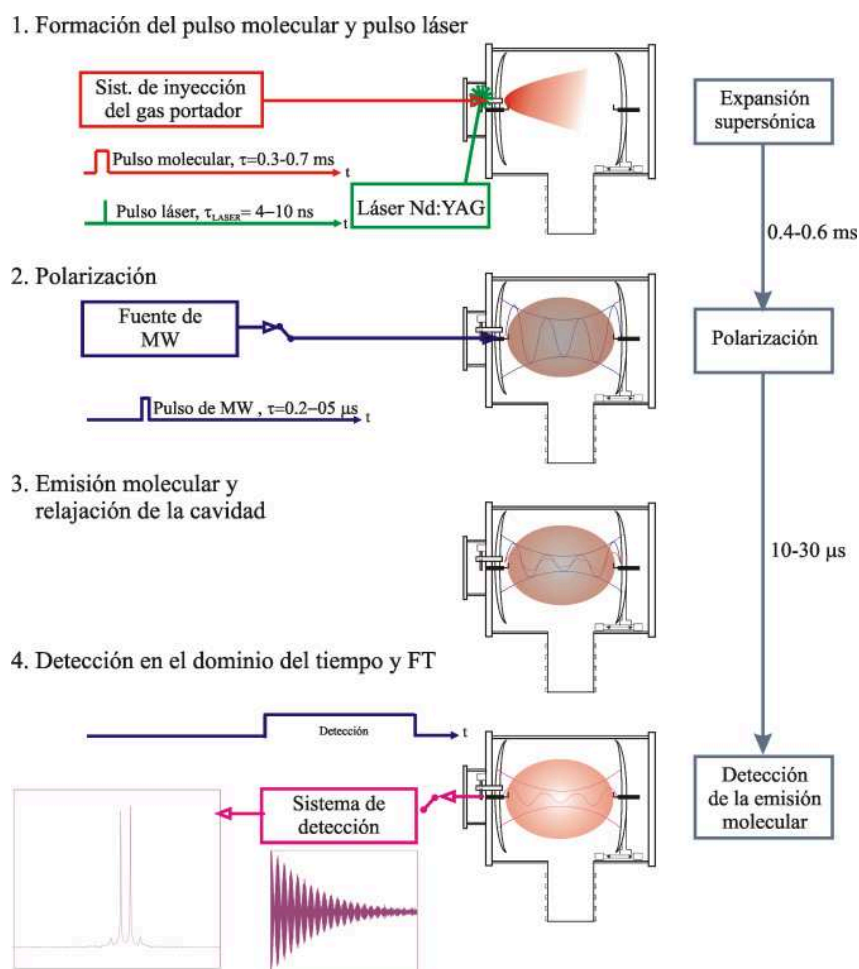 1. Formación del pulso molecular y pulso láser
Sist. de inyección
del gas portador
Pulso molecular, τ=0.3-0.7 ms
t
Pulso láser, τLASER= 4–10 ns
t
Láser Nd:YAG
Expansión
supersónica
0.4-0.6 ms
2. Polarización
Fuente de
MW
Pulso de MW , τ=0.2–05 μs
t
Polarización
3. Emisión molecular y
relajación de la cavidad
10-30 μs
4. Detección en el dominio del tiempo y FT
Detección
t
Sistema de
detección
Detección
de la emisión
molecular